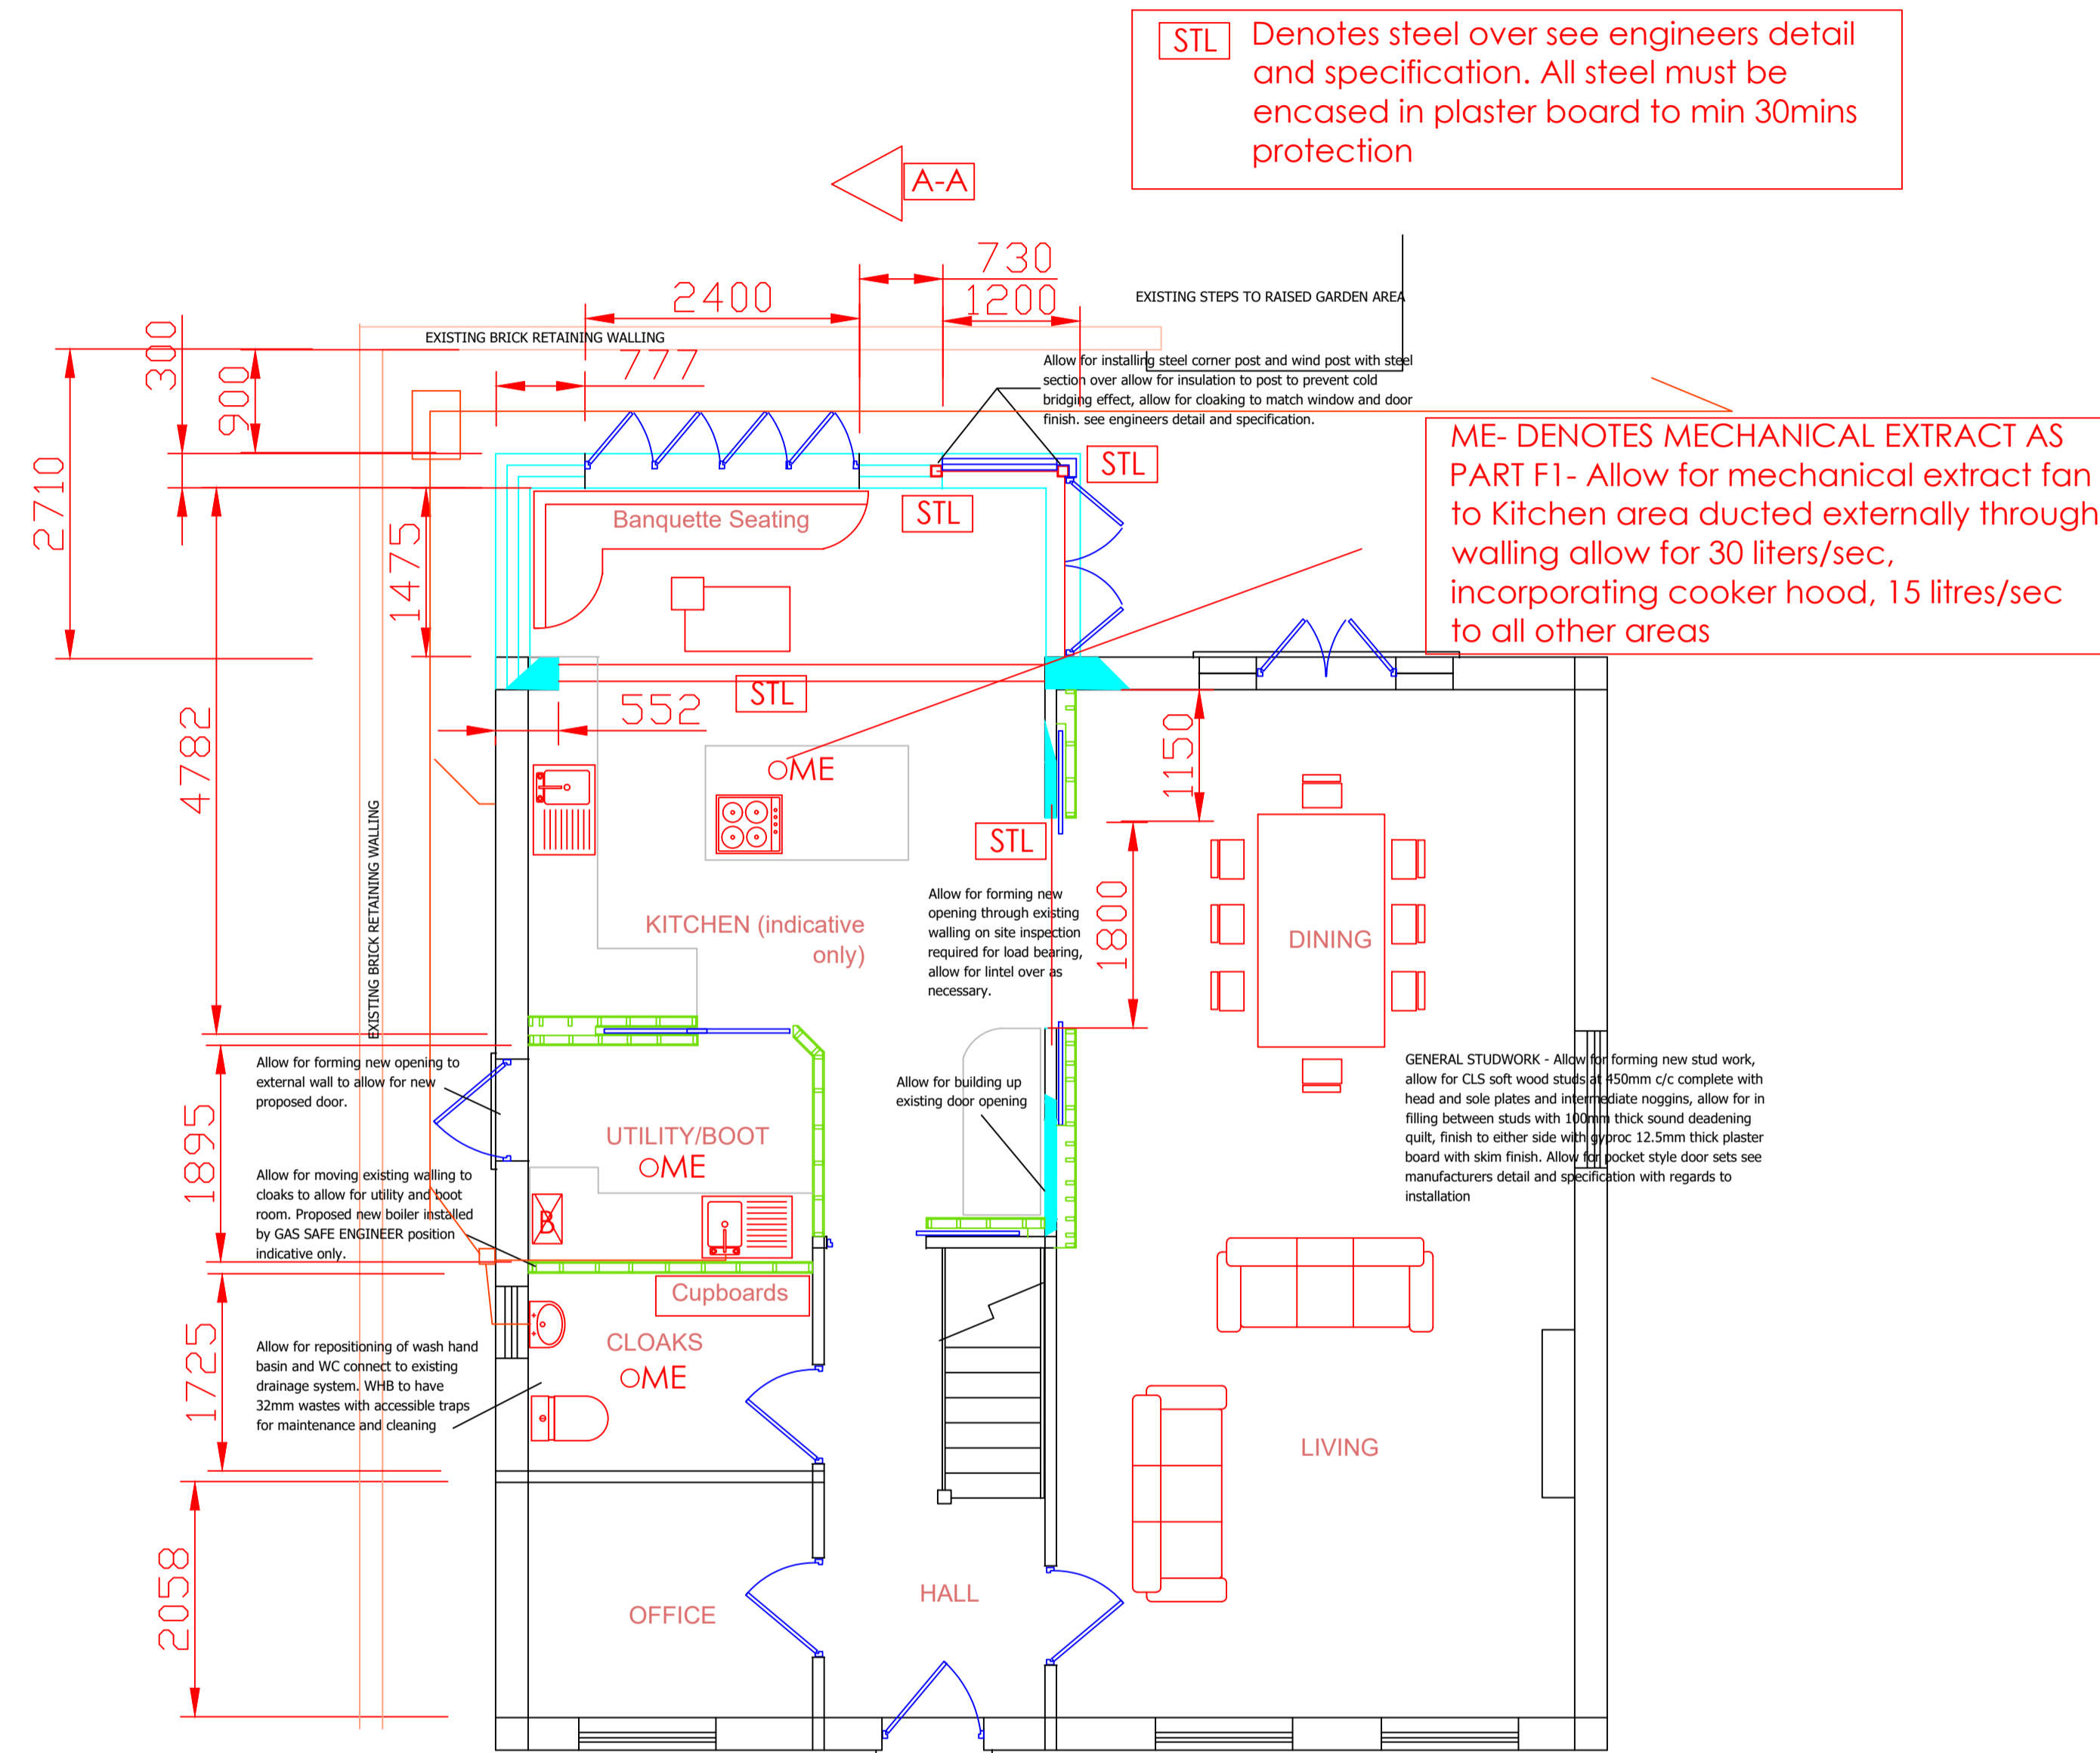 STL
Denotes steel over see engineers detail
and specification. All steel must be
encased in plaster board to min 30mins
protection
A-A
730
2400
1200
EXISTING STEPS TO RAISED GARDEN AREA
300
EXISTING BRICK RETAINING WALLING
777
900
Allow for installing steel corner post and wind post with steel
section over allow for insulation to post to prevent cold
bridging effect, allow for cloaking to match window and door
finish. see engineers detail and specification.
ME- DENOTES MECHANICAL EXTRACT AS
PART F1- Allow for mechanical extract fan
to Kitchen area ducted externally through
walling allow for 30 liters/sec,
incorporating cooker hood, 15 litres/sec
to all other areas
STL
2710
STL
Banquette Seating
1475
STL
552
4782
1150
ME
STL
EXISTING BRICK RETAINING WALLING
Allow for forming new
opening through existing
walling on site inspection
required for load bearing,
allow for lintel over as
necessary.
1800
KITCHEN (indicative
only)
DINING
Allow for forming new opening to
external wall to allow for new
proposed door.
Allow for building up
existing door opening
GENERAL STUDWORK - Allow for forming new stud work,
allow for CLS soft wood studs at 450mm c/c complete with
head and sole plates and intermediate noggins, allow for in
filling between studs with 100mm thick sound deadening
quilt, finish to either side with gyproc 12.5mm thick plaster
board with skim finish. Allow for pocket style door sets see
manufacturers detail and specification with regards to
installation
1895
UTILITY/BOOT
ME
Allow for moving existing walling to
cloaks to allow for utility and boot
room. Proposed new boiler installed
by GAS SAFE ENGINEER position
indicative only.
B
Cupboards
1725
CLOAKS
ME
Allow for repositioning of wash hand
basin and WC connect to existing
drainage system. WHB to have
32mm wastes with accessible traps
for maintenance and cleaning
LIVING
2058
HALL
OFFICE